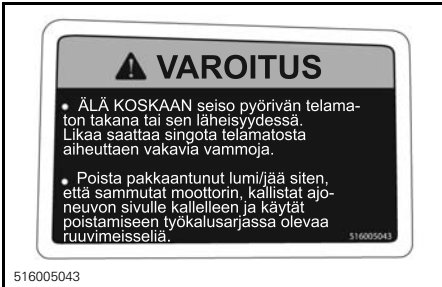 VAROITUS
• ÄLÄ KOSKAAN seiso pyörivän telama-
ton takana tai sen läheisyydessä.
Likaa saattaa singota telamatosta
aiheuttaen vakavia vammoja.
• Poista pakkaantunut lumi/jää siten,
että sammutat moottorin, kallistat ajo-
neuvon sivulle kallelleen ja käytät
poistamiseen työkalusarjassa olevaa
ruuvimeisseliä.
516005043
516005043